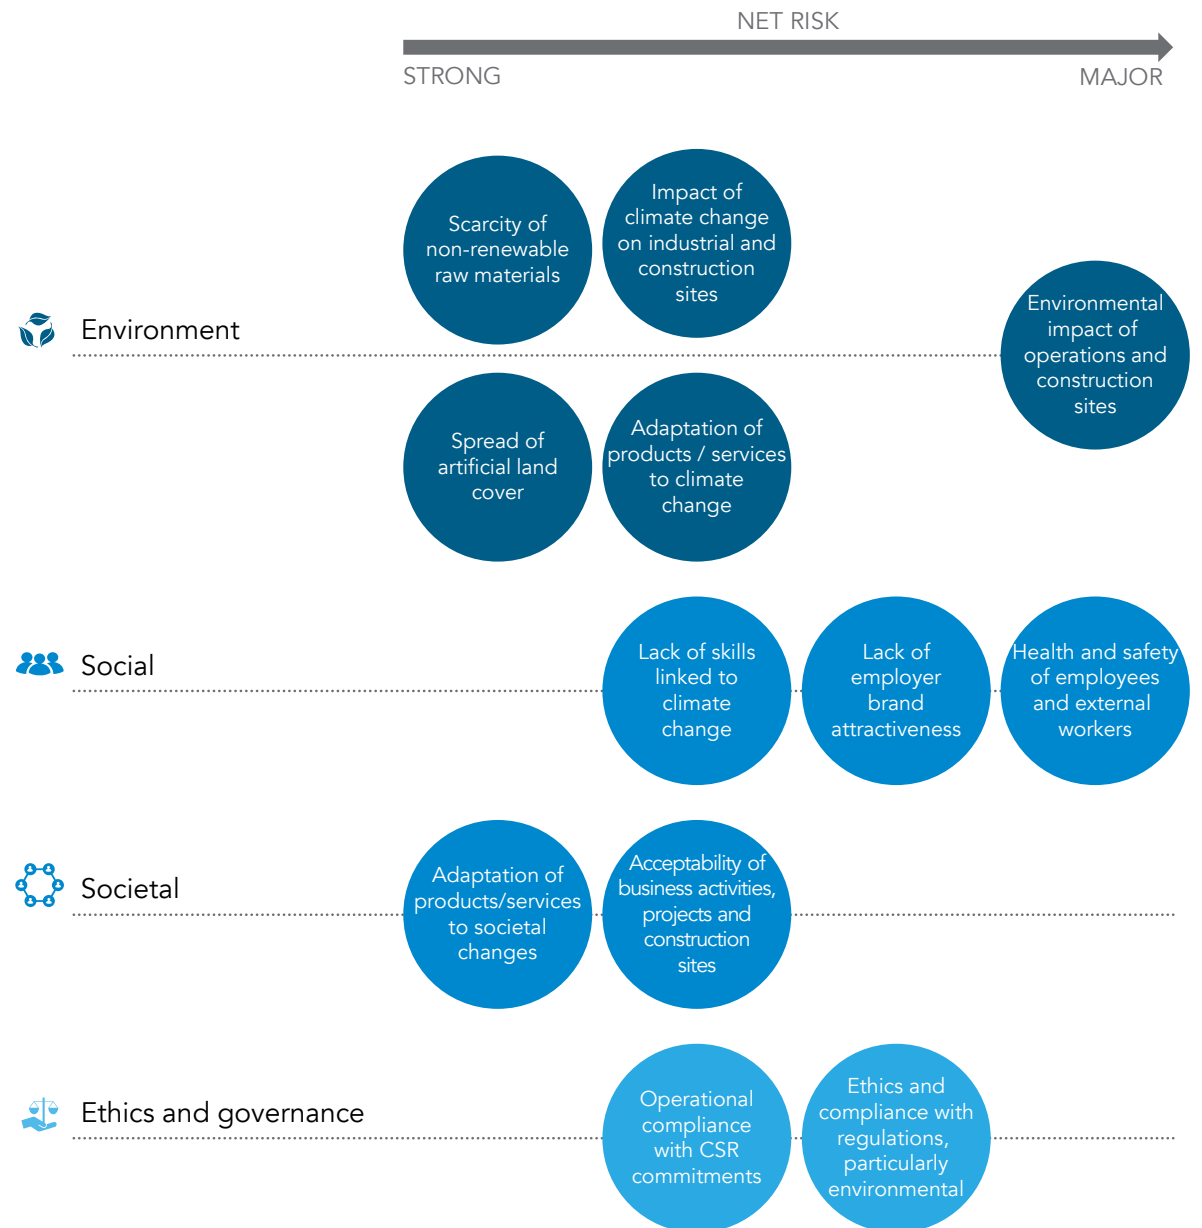 NET RISK
STRONG
MAJOR
Scarcity of
non-renewable
raw materials
Impact of
climate change
on industrial and
construction
sites
Environmental
impact of
operations and
construction
sites
Environment
Spread of
artificial land
cover
Adaptation of
products / services
to climate
change
Social
Lack of skills
linked to
climate
change
Lack of
employer
brand
attractiveness
Health and safety
of employees
and external
workers
Societal
Adaptation of
products/services
to societal
changes
Acceptability of
business activities,
projects and
construction
sites
Ethics and governance
Operational
compliance
with CSR
commitments
Ethics and
compliance with
regulations,
particularly
environmental